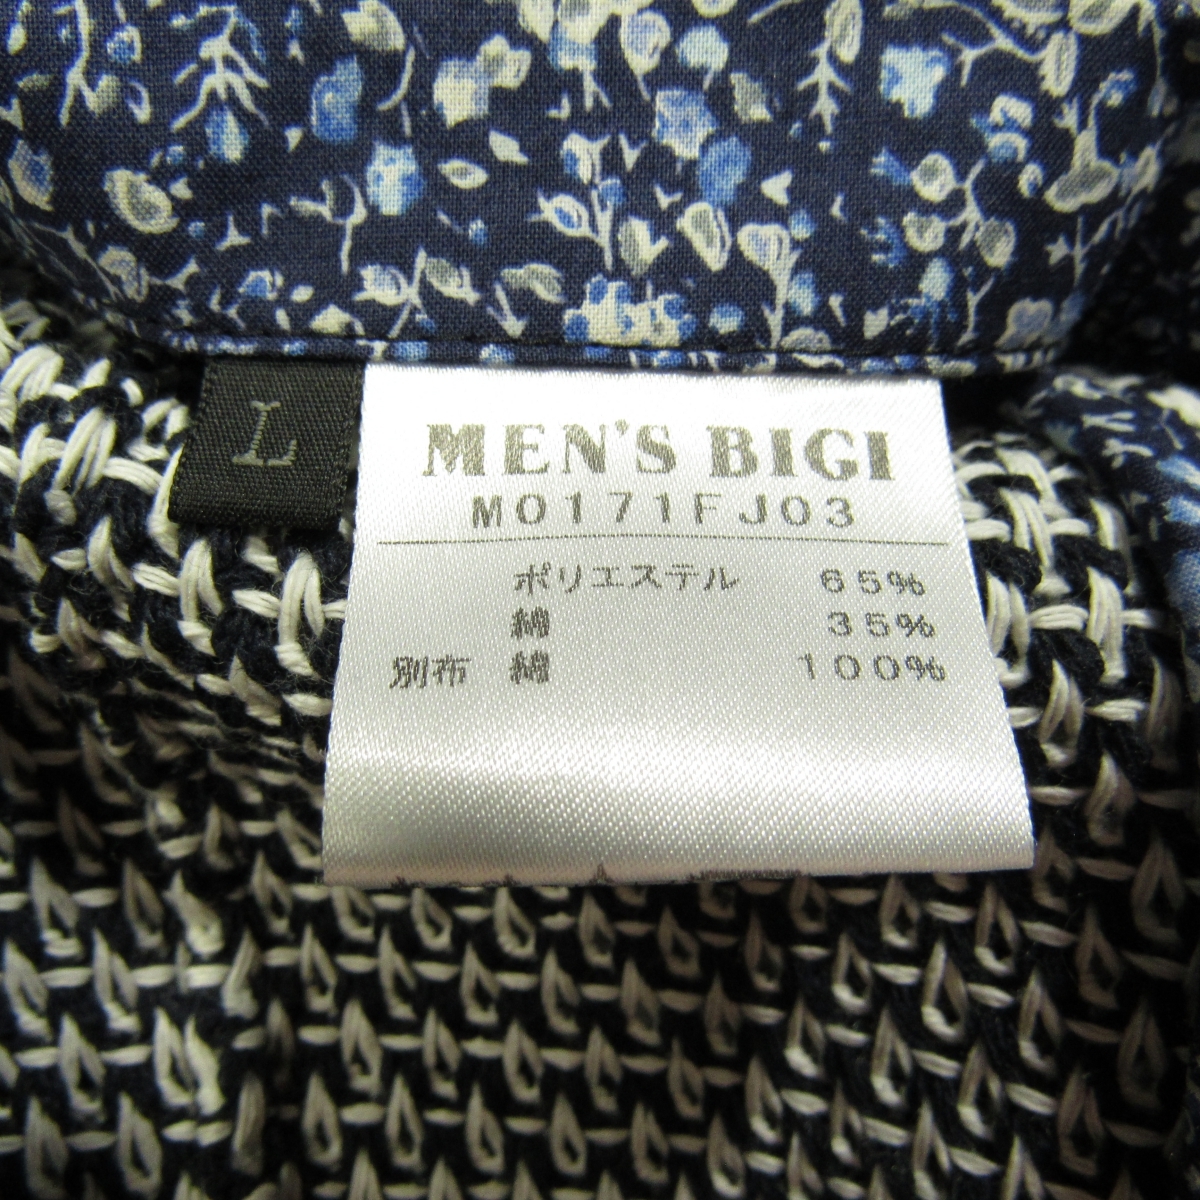 L
MEN'S BIGI
M0171FJ03
ポリエステル 65%
綿 35%
別布 綿 100%